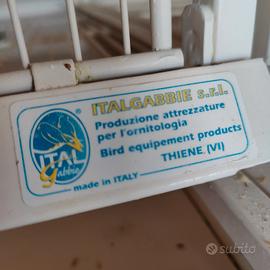 ITALGABBIE s.r.l.
Produzione attrezzature
per l'ornitologia
Bird equipement products
THIENE (VI)
ITAL
gabbie
®
made in ITALY
subito